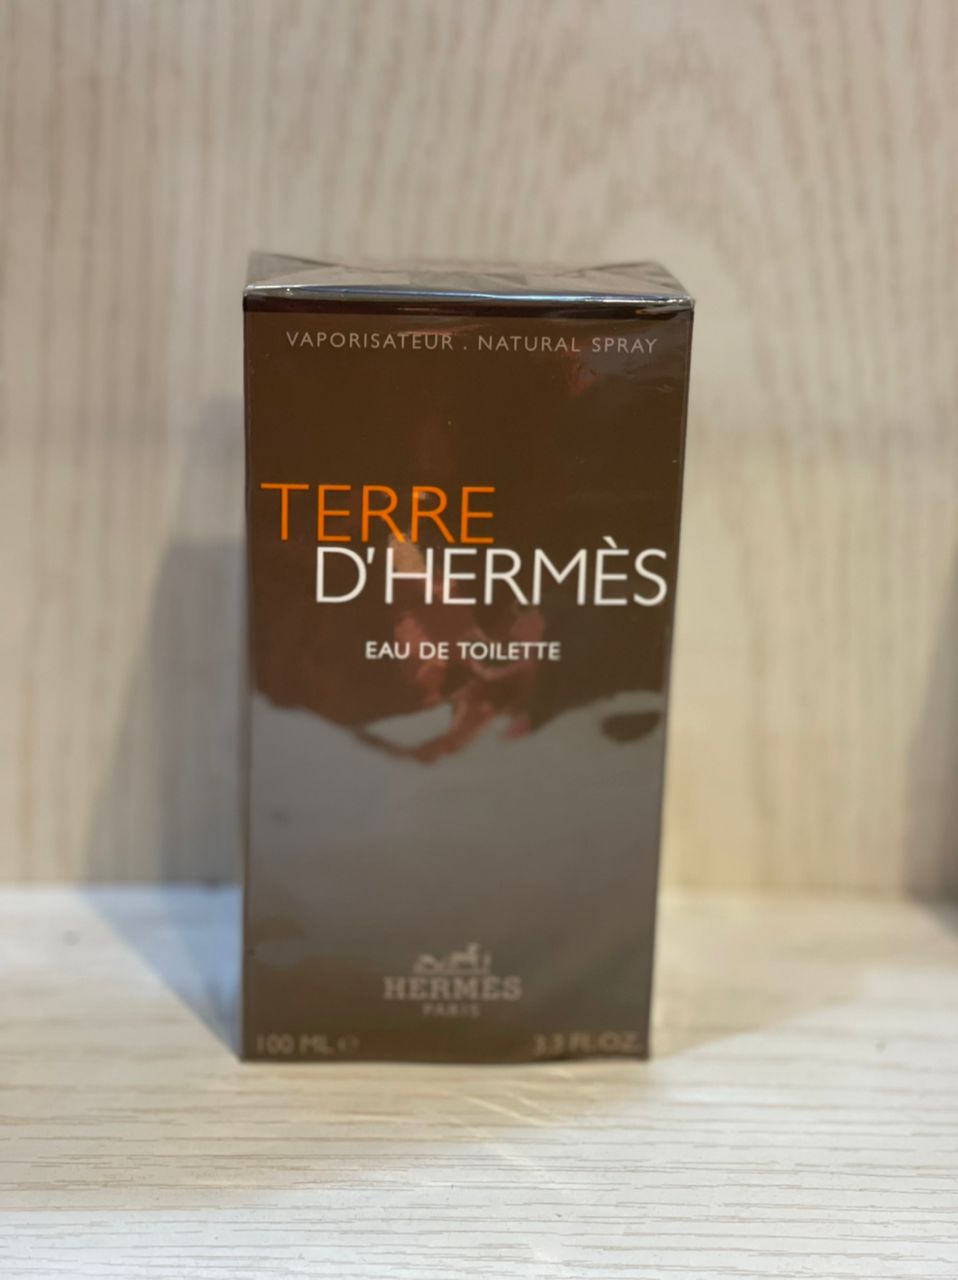 VAPORISATEUR . NATURAL SPRAY
TERRE
D'HERMÈS
EAU DE TOILETTE
HERMÈS
PARIS
100 ML e 3.3 FL.OZ.